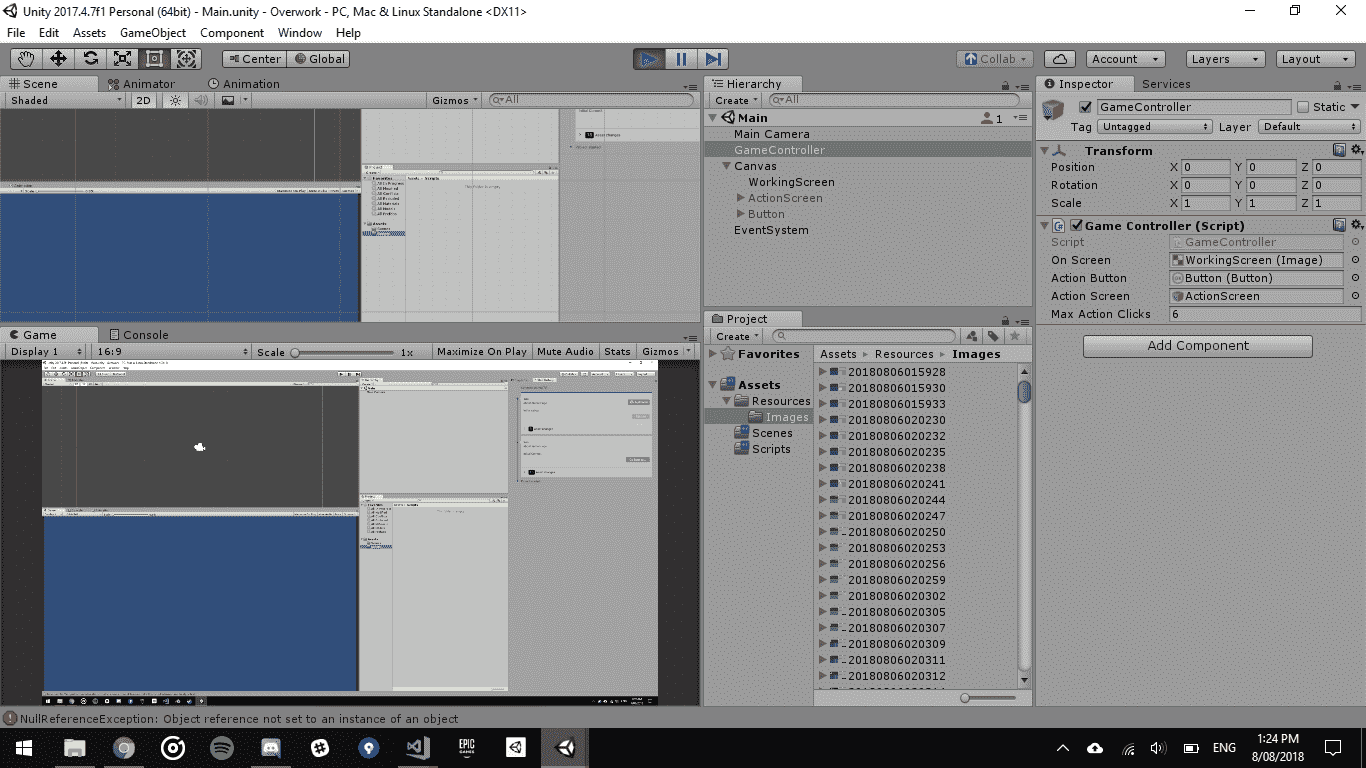 Unity 2017.4.7f1 Personal (64bit) - Main.unity - Overwork - PC, Mac & Linux Standalone <DX11>
File Edit Assets GameObject Component Window Help
Center Global Collab Account Layers Layout
Scene Animator Animation
Shaded 2D Gizmos All
Hierarchy
Create All
Main 1
Main Camera
GameController
Canvas
WorkingScreen
ActionScreen
Button
EventSystem
Inspector Services
GameController Static
Tag Untagged Layer Default
Transform
Position X 0 Y 0 Z 0
Rotation X 0 Y 0 Z 0
Scale X 1 Y 1 Z 1
Game Controller (Script)
Script GameController
On Screen WorkingScreen (Image)
Action Button Button (Button)
Action Screen ActionScreen
Max Action Clicks 6
Add Component
Game Console
Display 1 16:9 Scale 1x Maximize On Play Mute Audio Stats Gizmos
Project
Create
Favorites
Assets
Resources
Images
Scenes
Scripts
Assets Resources Images
20180806015928
20180806015930
20180806015933
20180806020230
20180806020232
20180806020235
20180806020238
20180806020241
20180806020244
20180806020247
20180806020250
20180806020253
20180806020256
20180806020259
20180806020302
20180806020305
20180806020307
20180806020309
20180806020311
20180806020312
NullReferenceException: Object reference not set to an instance of an object
EPIC GAMES
ENG
1:24 PM
8/08/2018